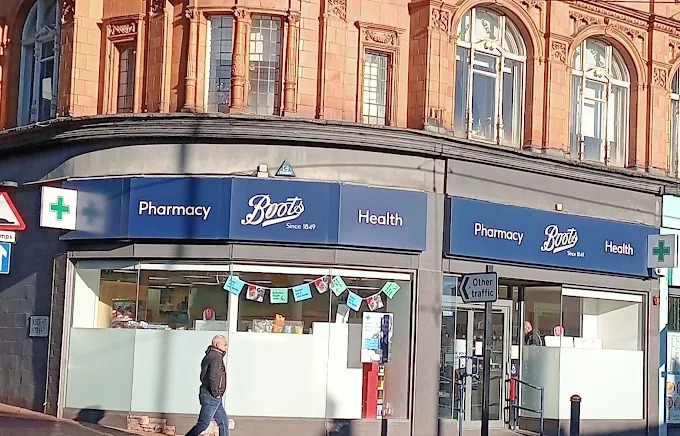 Pharmacy
Boots
Since 1849
Health
Pharmacy
Boots
Since 1849
Health
Other
traffic